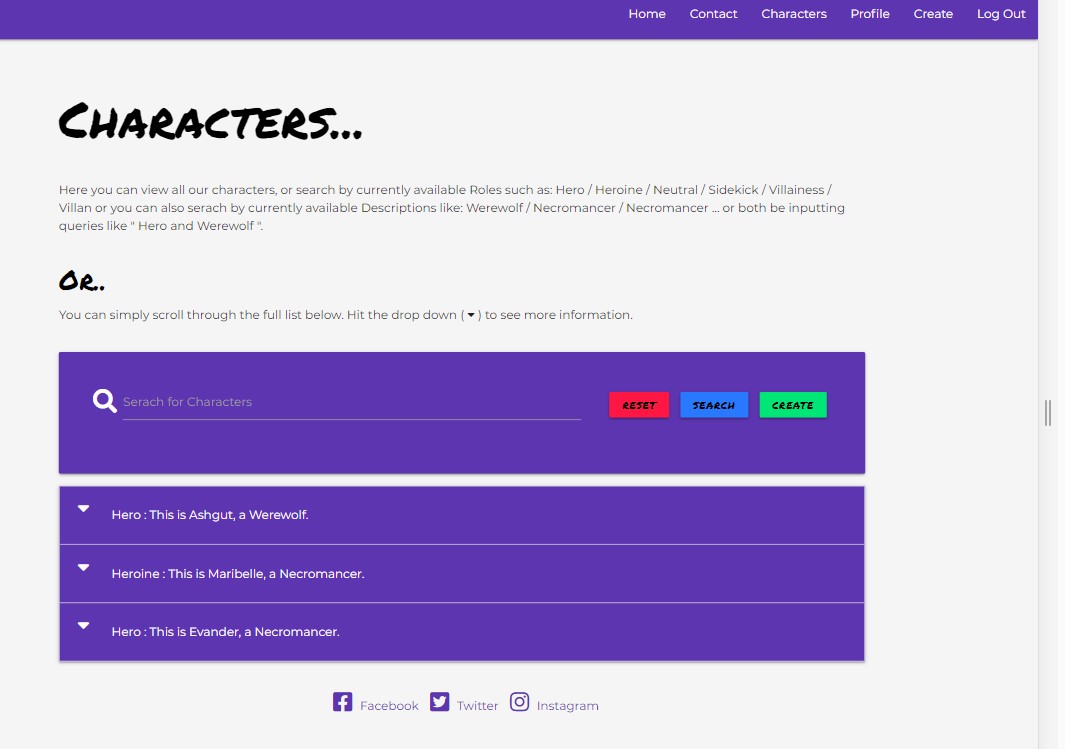 Home Contact Characters Profile Create Log Out
Characters...
Here you can view all our characters, or search by currently available Roles such as: Hero / Heroine / Neutral / Sidekick / Villainess /
Villan or you can also serach by currently available Descriptions like: Werewolf / Necromancer / Necromancer ... or both be inputting
queries like " Hero and Werewolf ".
Or..
You can simply scroll through the full list below. Hit the drop down ( ) to see more information.
Serach for Characters RESET SEARCH CREATE
Hero : This is Ashgut, a Werewolf.
Heroine : This is Maribelle, a Necromancer.
Hero : This is Evander, a Necromancer.
Facebook Twitter Instagram